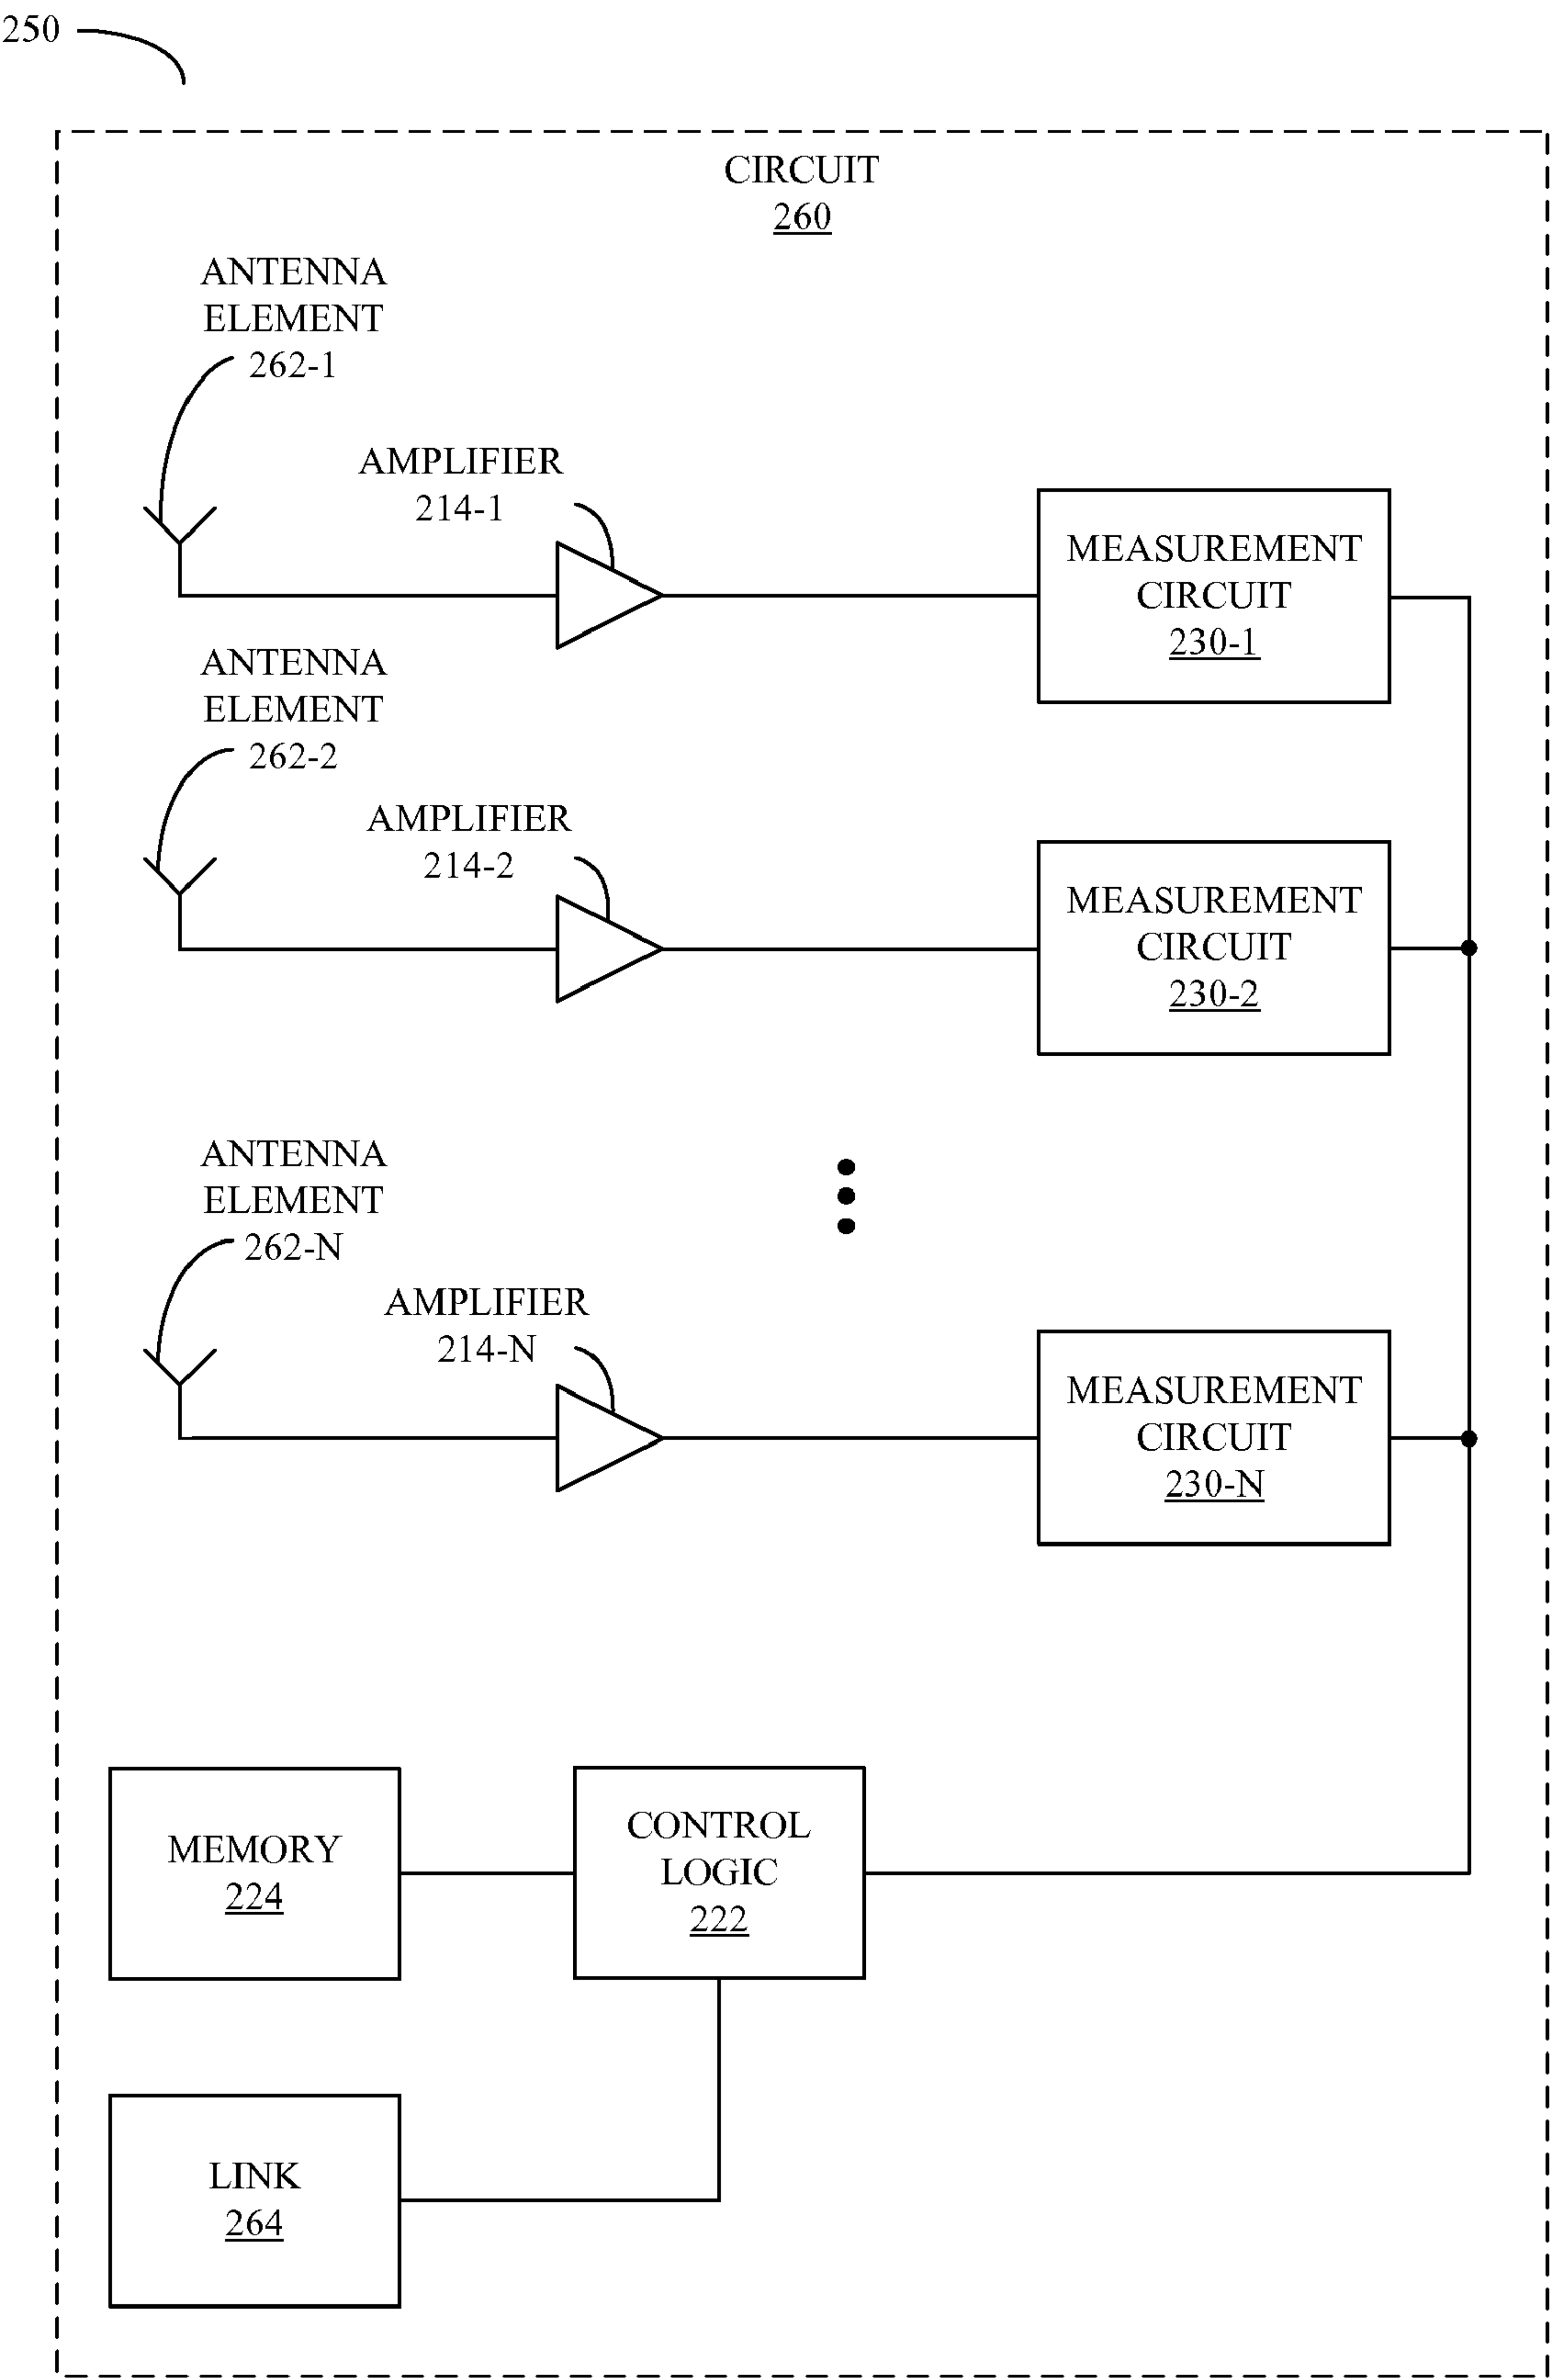 250
CIRCUIT
260
ANTENNA
ELEMENT
262-1
AMPLIFIER
214-1
MEASUREMENT
CIRCUIT
230-1
ANTENNA
ELEMENT
262-2
AMPLIFIER
214-2
MEASUREMENT
CIRCUIT
230-2
ANTENNA
ELEMENT
262-N
AMPLIFIER
214-N
MEASUREMENT
CIRCUIT
230-N
MEMORY
224
CONTROL
LOGIC
222
LINK
264